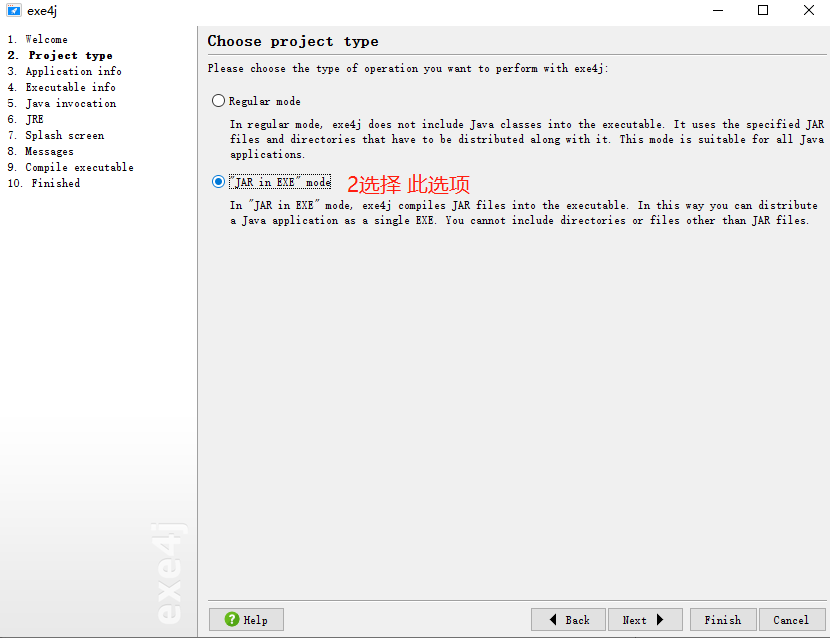 exe4j
1. Welcome
2. Project type
3. Application info
4. Executable info
5. Java invocation
6. JRE
7. Splash screen
8. Messages
9. Compile executable
10. Finished
exe4j
Choose project type
Please choose the type of operation you want to perform with exe4j:
Regular mode
In regular mode, exe4j does not include Java classes into the executable. It uses the specified JAR
files and directories that have to be distributed along with it. This mode is suitable for all Java
applications.
"JAR in EXE" mode 2选择 此选项
In "JAR in EXE" mode, exe4j compiles JAR files into the executable. In this way you can distribute
a Java application as a single EXE. You cannot include directories or files other than JAR files.
Help Back Next Finish Cancel